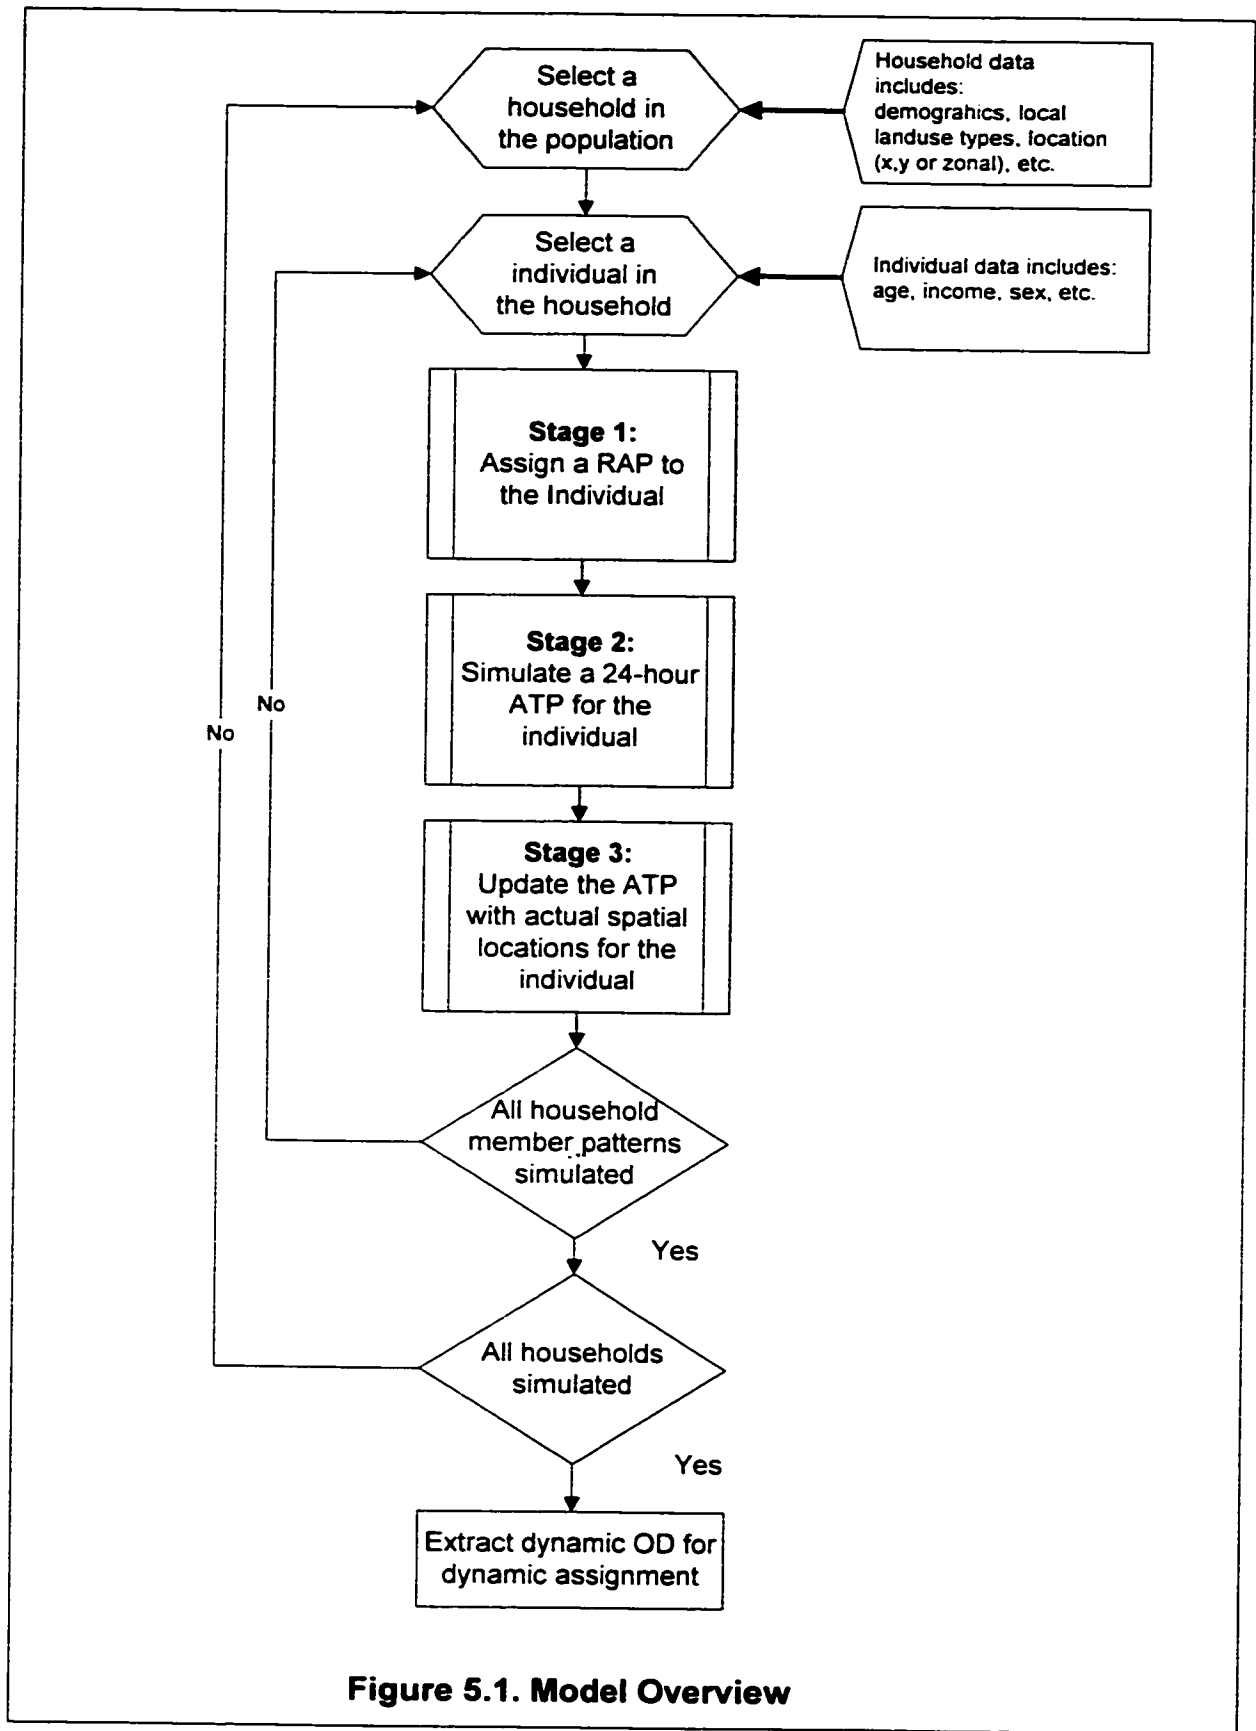 Select a
household in
the population
Household data
includes:
demograhics, local
landuse types, location
(x,y or zonal), etc.
Select a
individual in
the household
Individual data includes:
age, income, sex, etc.
Stage 1:
Assign a RAP to
the Individual
Stage 2:
Simulate a 24-hour
ATP for the
individual
No
No
Stage 3:
Update the ATP
with actual spatial
locations for the
individual
All household
member patterns
simulated
Yes
All households
simulated
Yes
Extract dynamic OD for
dynamic assignment
Figure 5.1. Model Overview